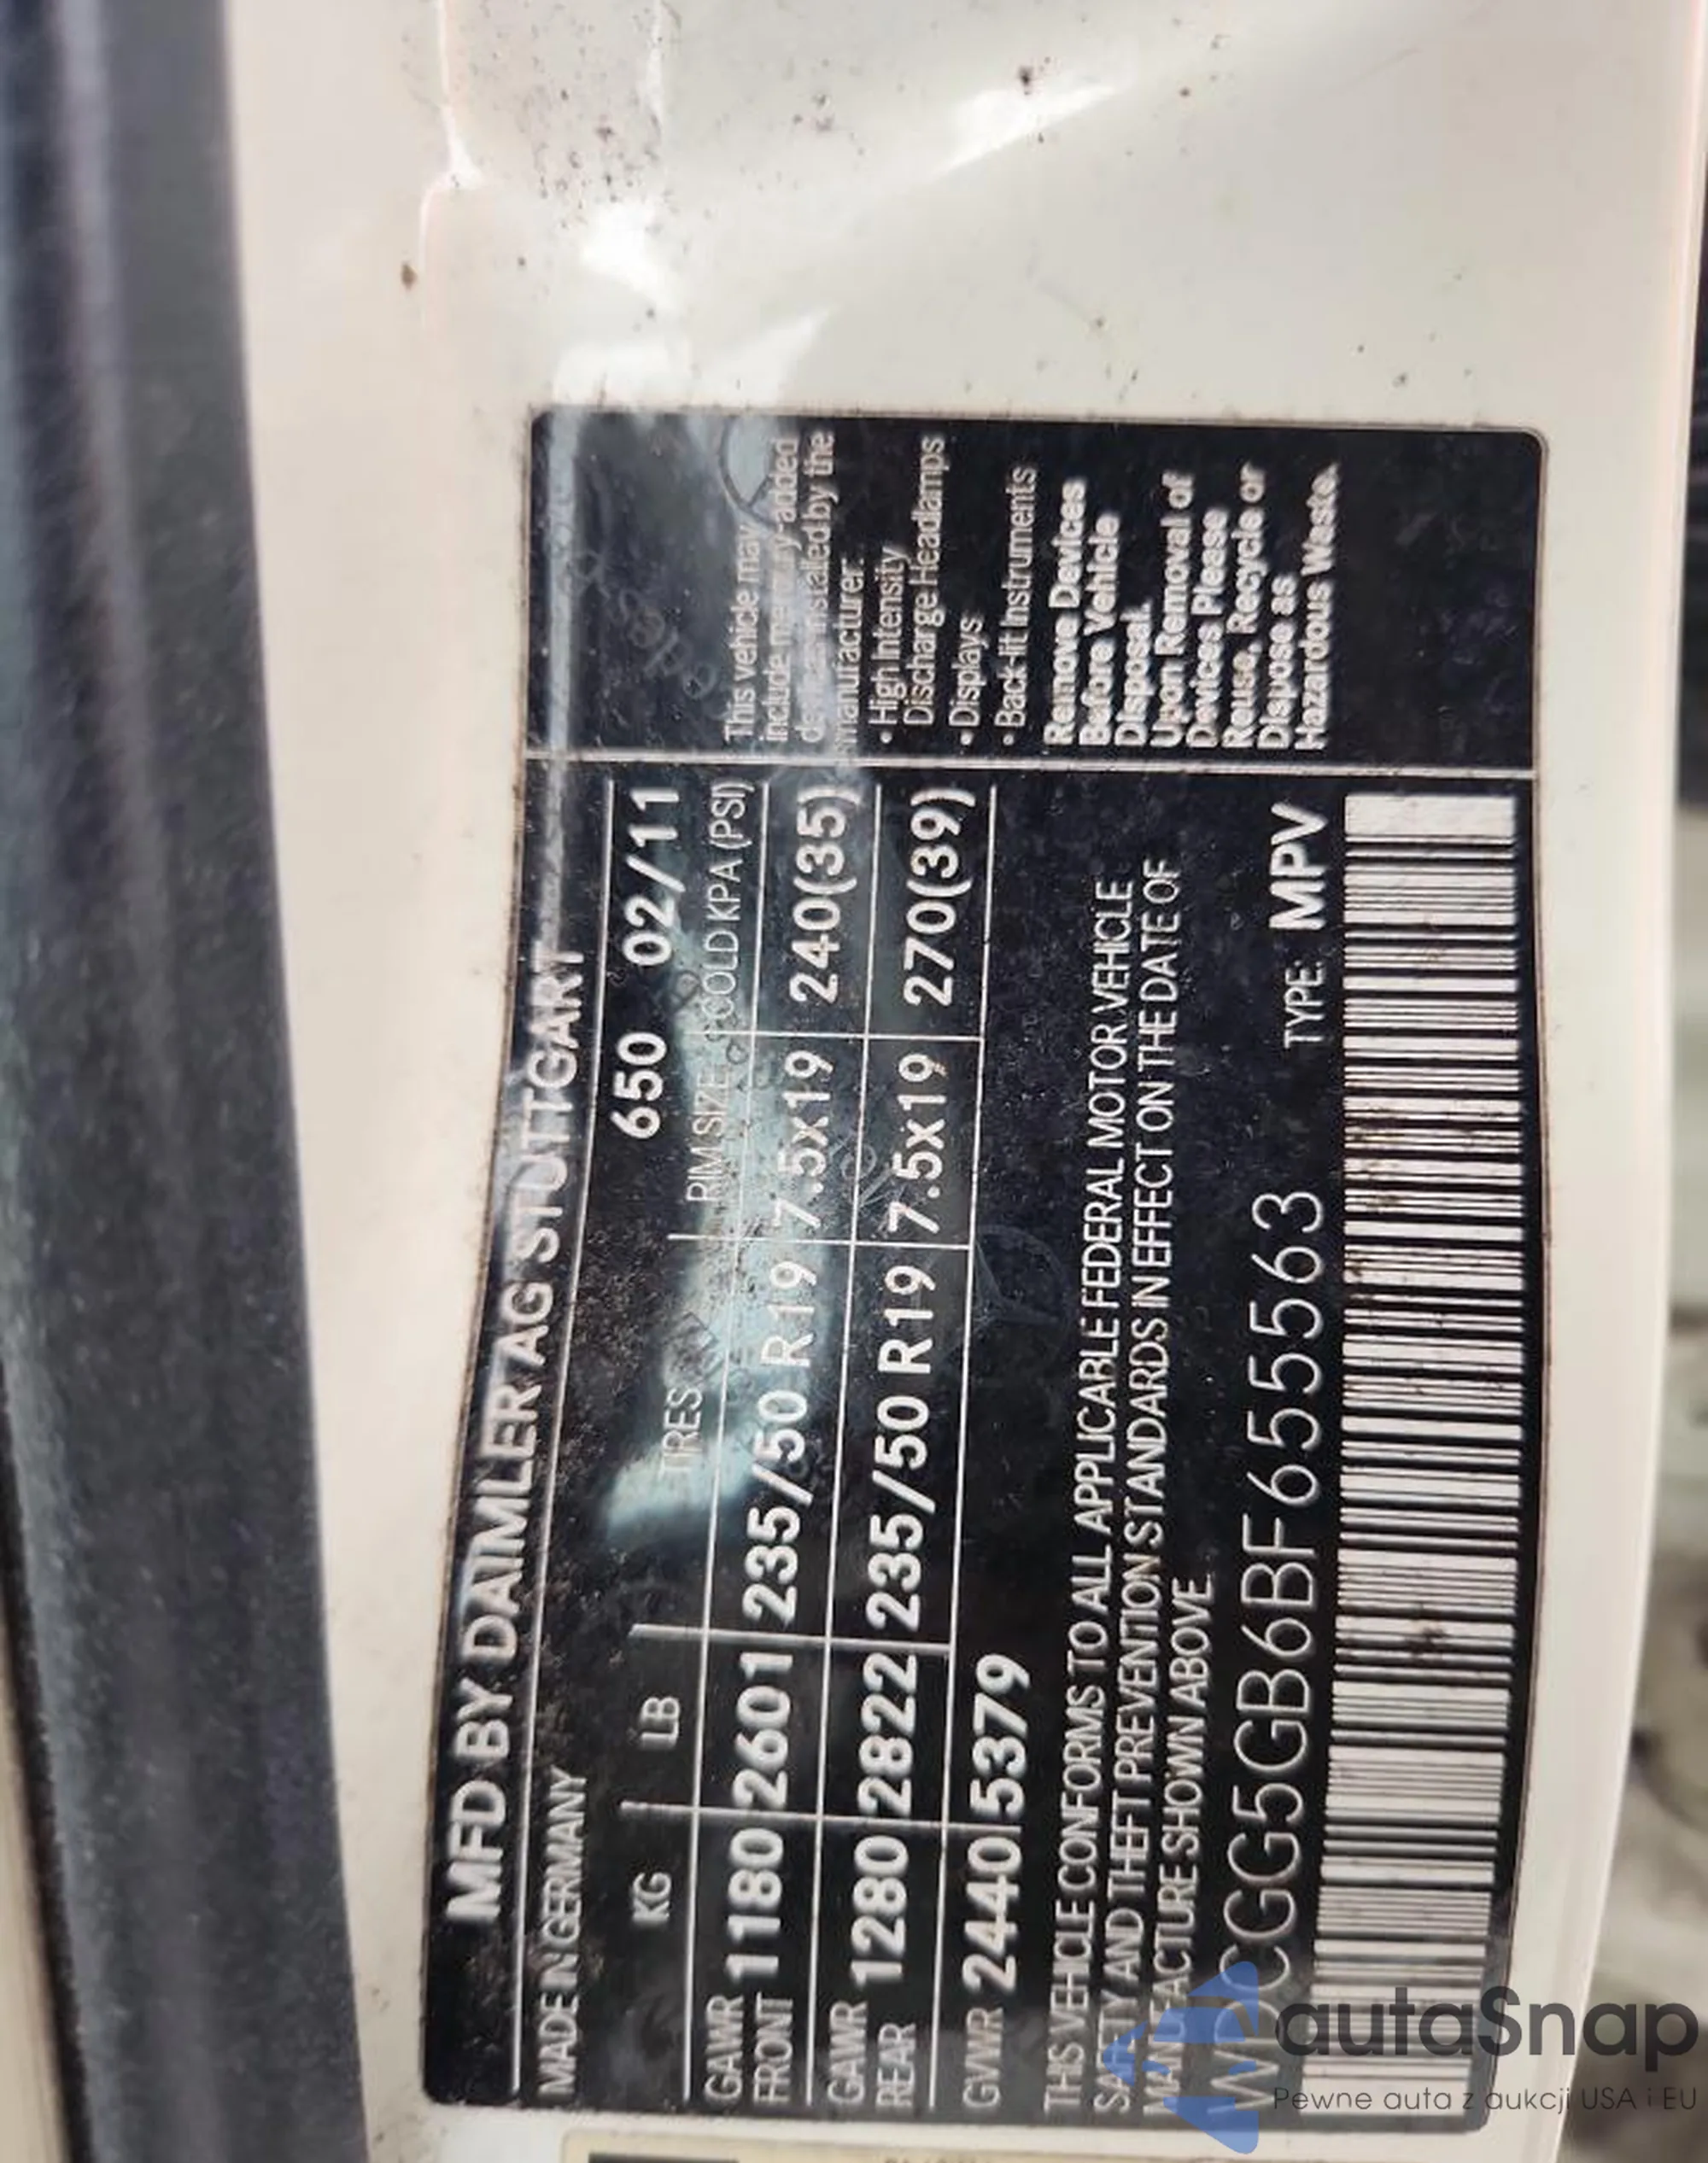 MFD BY DAIMLER AG STUTTGART
MADE IN GERMANY
650 02/11
KG LB TIRES RIM SIZE COLD KPA (PSI)
GAWR FRONT 1180 2601 235/50 R19 7.5x19 240(35)
GAWR REAR 1280 2822 235/50 R19 7.5x19 270(39)
GVWR 2440 5379
THIS VEHICLE CONFORMS TO ALL APPLICABLE FEDERAL MOTOR VEHICLE
SAFETY AND THEFT PREVENTION STANDARDS IN EFFECT ON THE DATE OF
MANUFACTURE SHOWN ABOVE.
TYPE: MPV
WDCGG5GB6BF655563
This vehicle may
include mercury-added
devices installed by the
manufacturer:
• High Intensity
Discharge Headlamps
• Displays
• Back-lit Instruments
Remove Devices
Before Vehicle
Disposal.
Upon Removal of
Devices Please
Reuse, Recycle or
Dispose as
Hazardous Waste.
autaSnap
Pewne auta z aukcji USA i EU